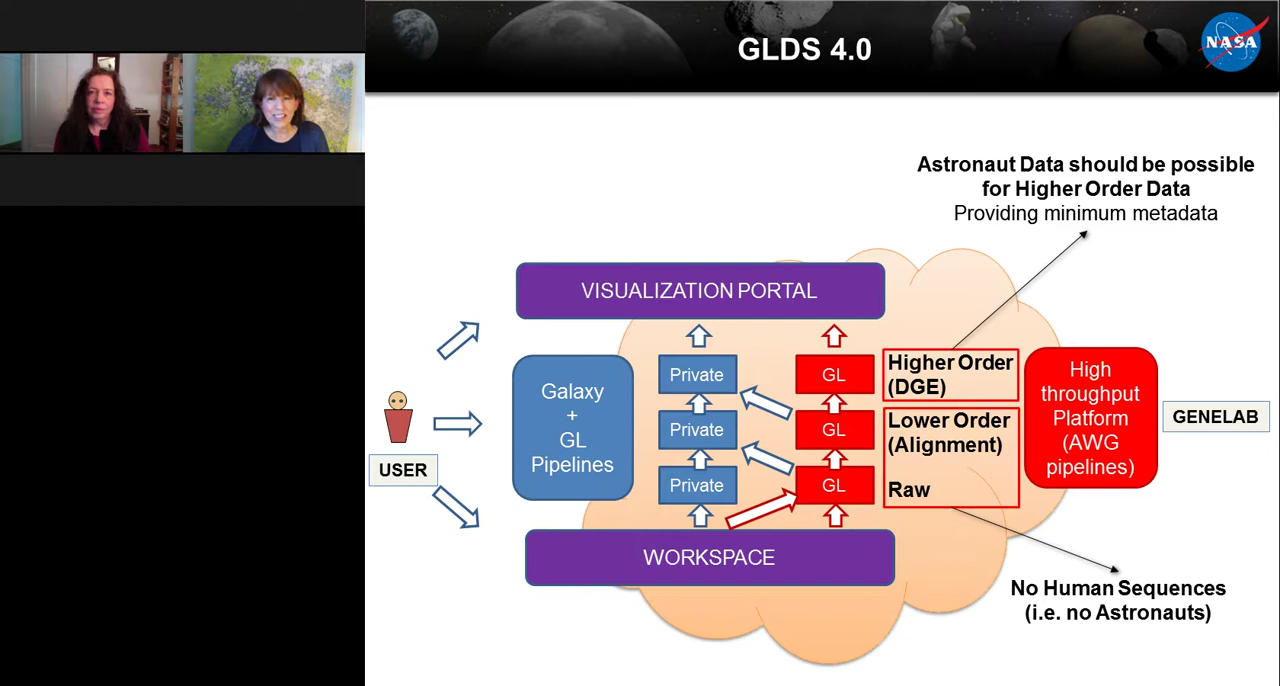 GLDS 4.0
NASA
Astronaut Data should be possible
for Higher Order Data
Providing minimum metadata
VISUALIZATION PORTAL
Galaxy
+
GL
Pipelines
Private
GL
Higher Order
(DGE)
Private
GL
Lower Order
(Alignment)
Private
GL
Raw
High
throughput
Platform
(AWG
pipelines)
GENELAB
USER
WORKSPACE
No Human Sequences
(i.e. no Astronauts)